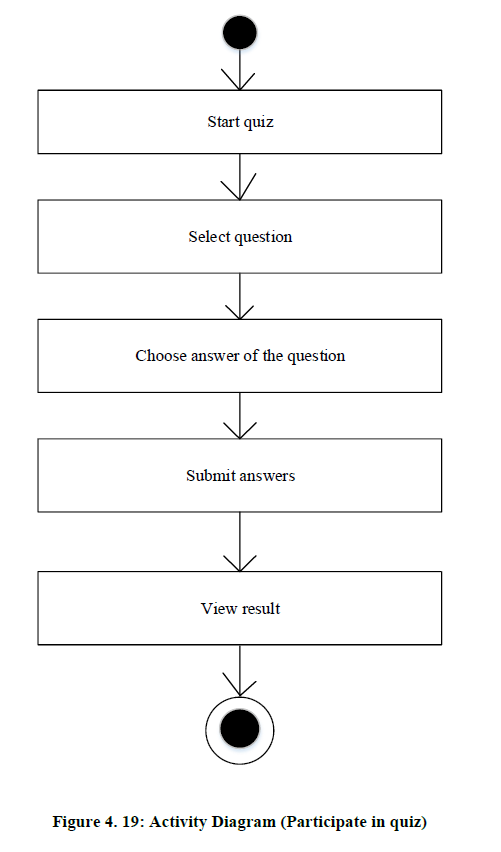 Start quiz
Select question
Choose answer of the question
Submit answers
View result
Figure 4. 19: Activity Diagram (Participate in quiz)